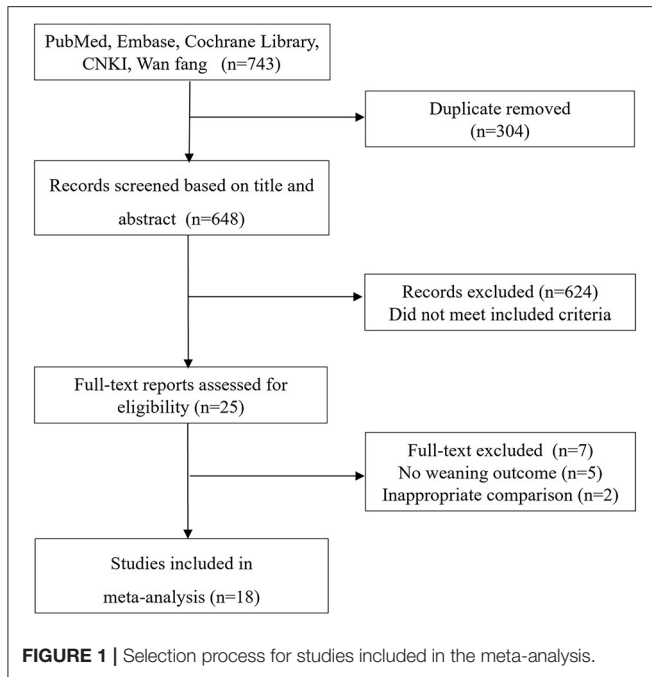 PubMed, Embase, Cochrane Library,
CNKI, Wan fang (n=743)
Duplicate removed
(n=304)
Records screened based on title and
abstract (n=648)
Records excluded (n=624)
Did not meet included criteria
Full-text reports assessed for
eligibility (n=25)
Full-text excluded (n=7)
No weaning outcome (n=5)
Inappropriate comparison (n=2)
Studies included in
meta-analysis (n=18)
FIGURE 1 | Selection process for studies included in the meta-analysis.